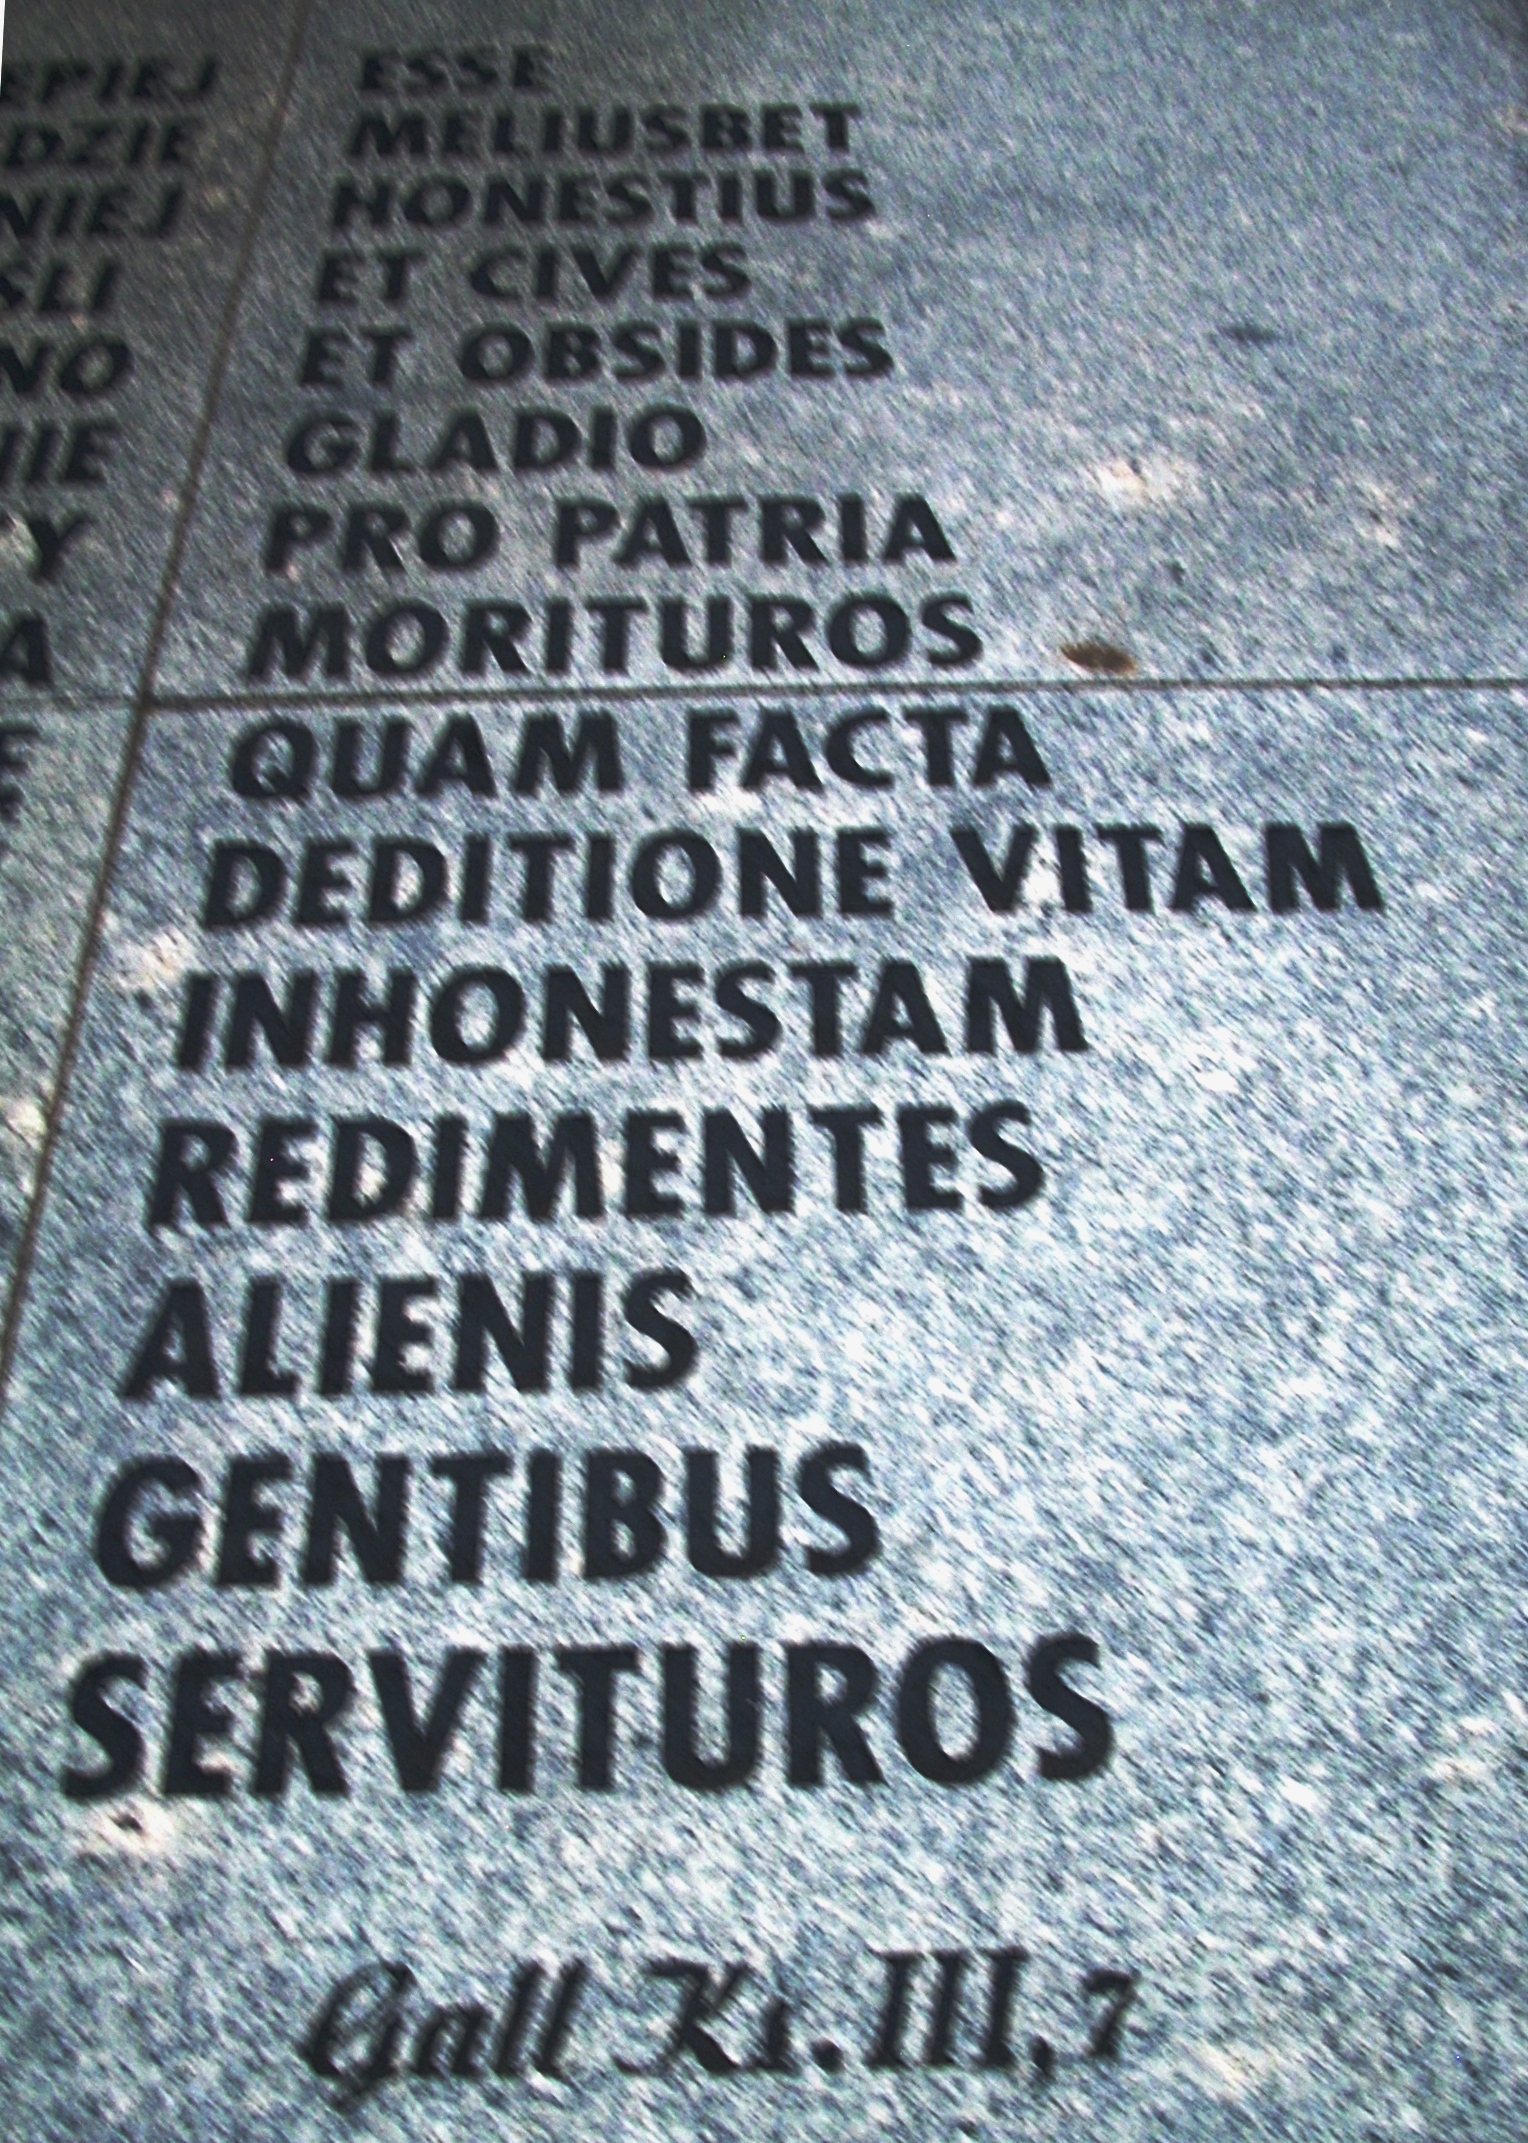 ESSE
MELIUSBET
HONESTIUS
ET CIVES
ET OBSIDES
GLADIO
PRO PATRIA
MORITUROS
QUAM FACTA
DEDITIONE VITAM
INHONESTAM
REDIMENTES
ALIENIS
GENTIBUS
SERVITUROS
Gall Ks. III, 7